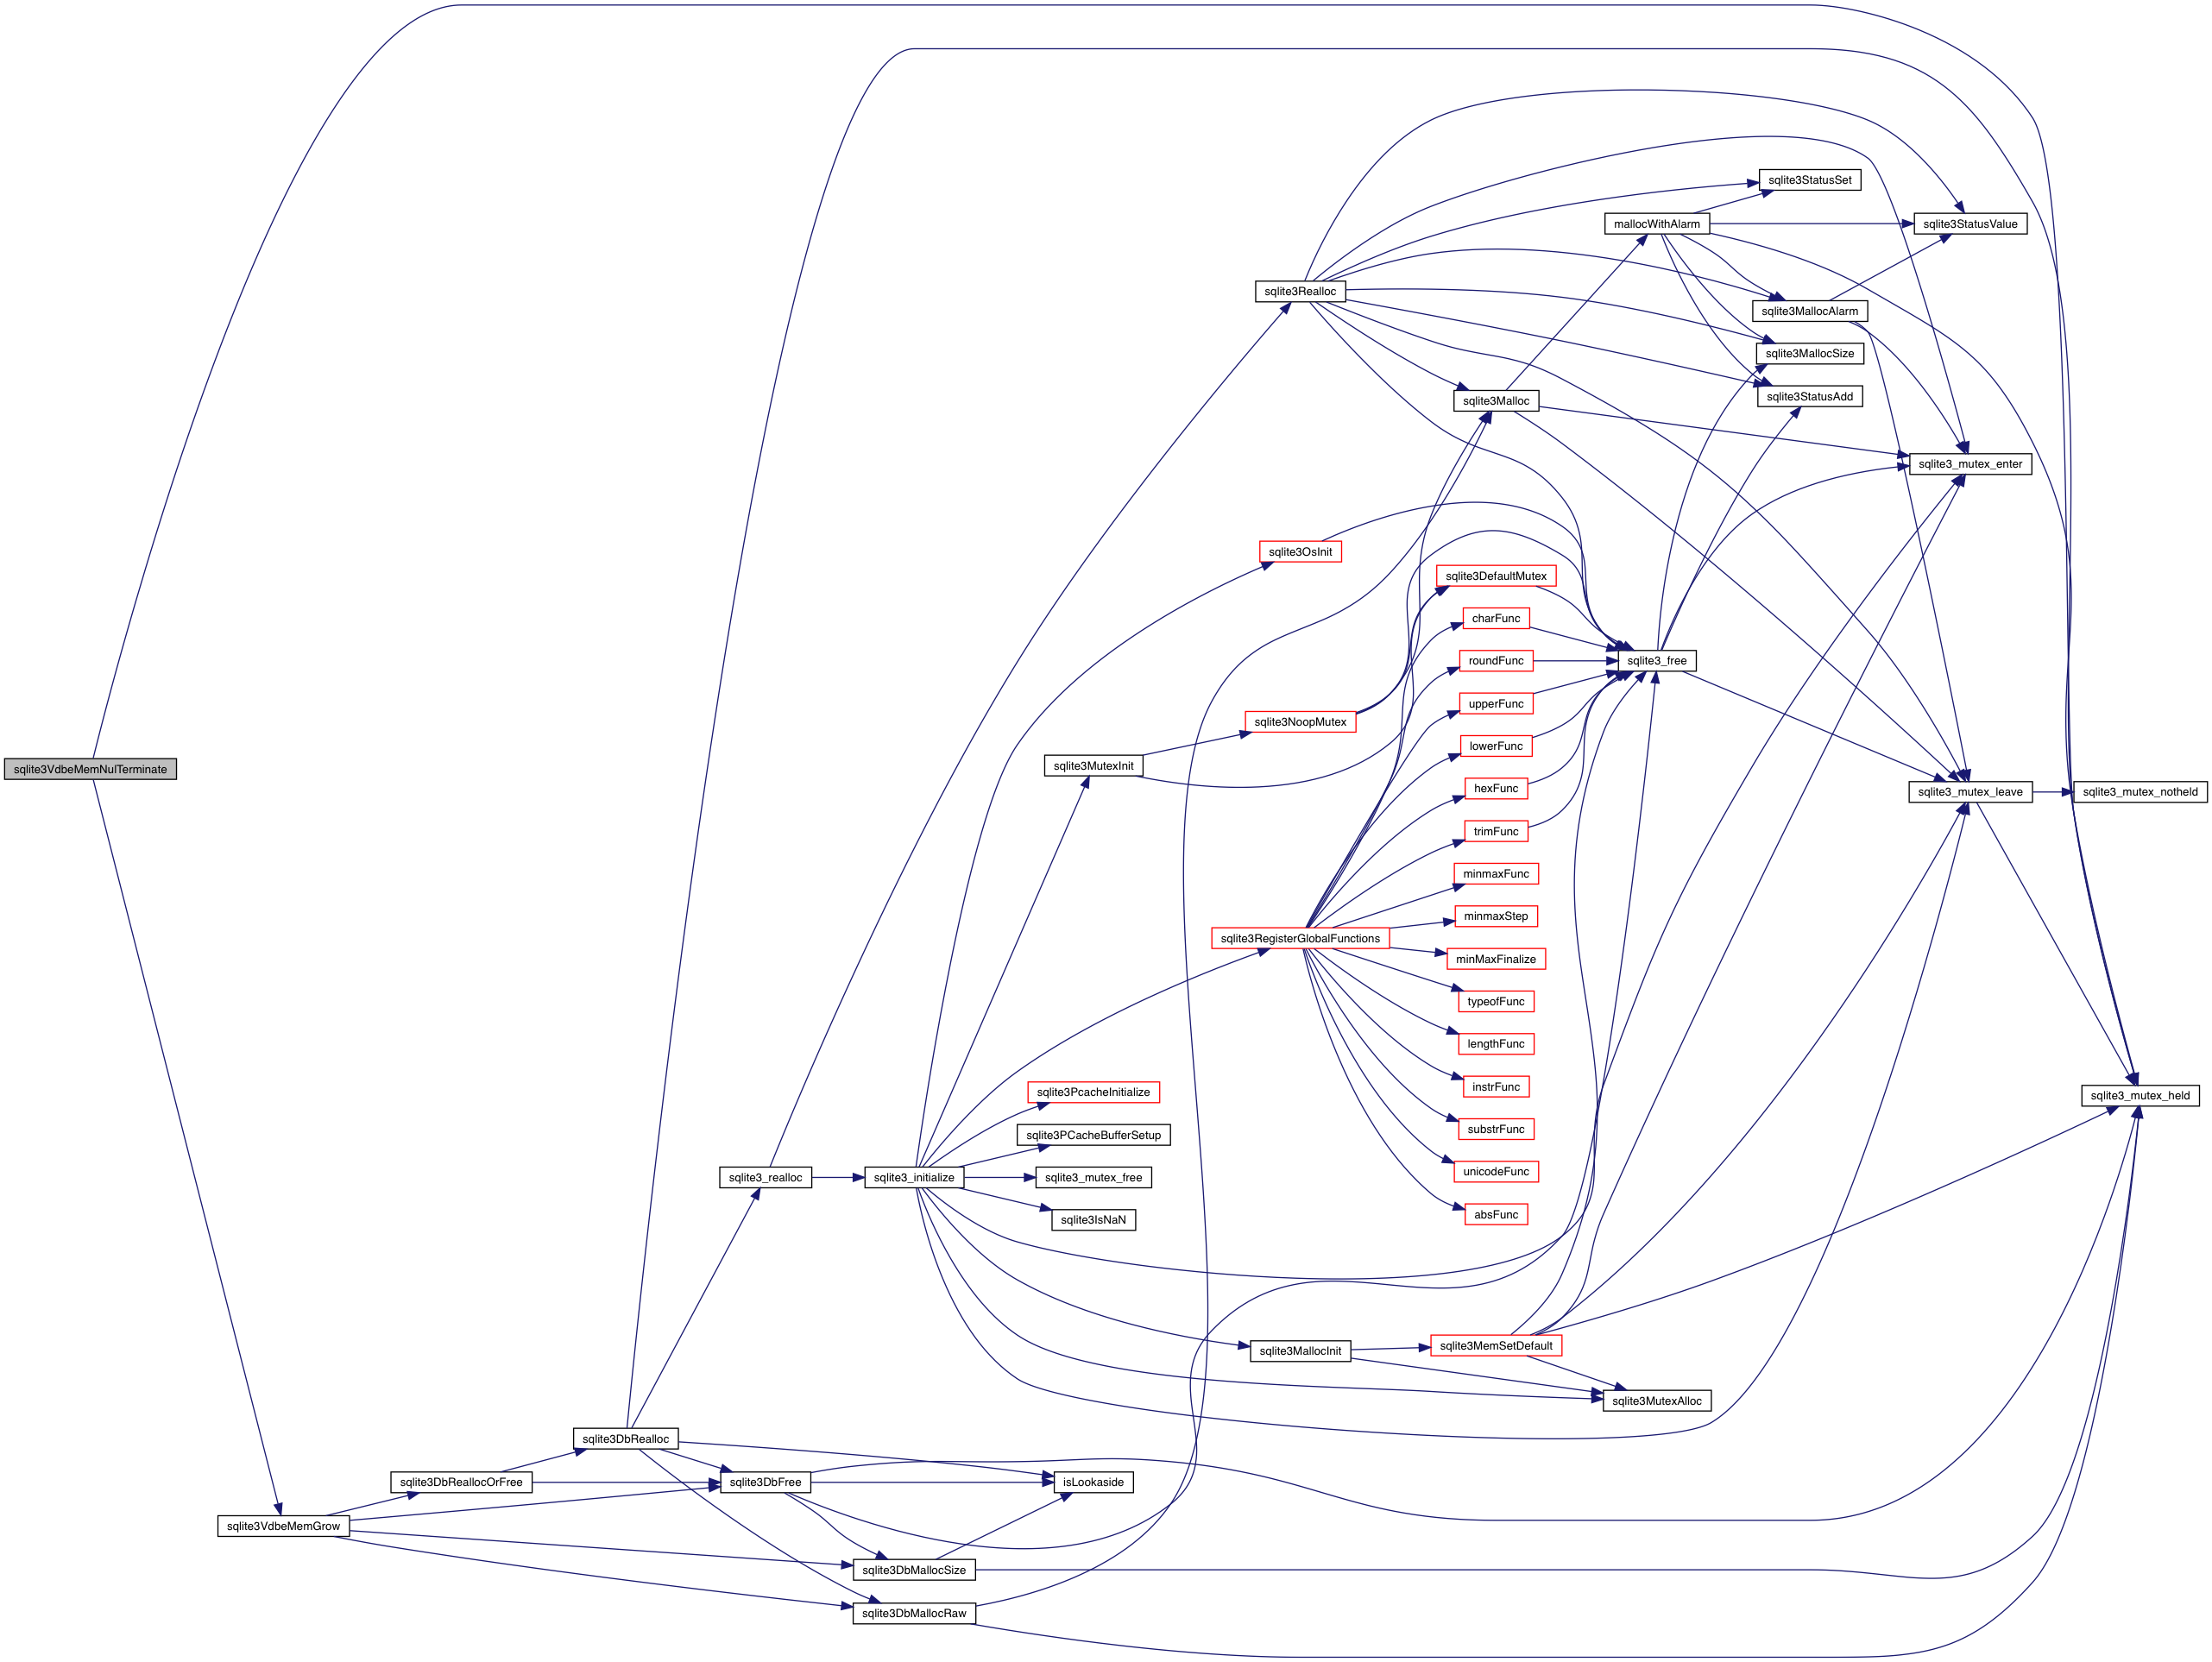 sqlite3StatusSet
mallocWithAlarm
sqlite3StatusValue
sqlite3Realloc
sqlite3MallocAlarm
sqlite3MallocSize
sqlite3StatusAdd
sqlite3Malloc
sqlite3_mutex_enter
sqlite3OsInit
sqlite3DefaultMutex
charFunc
roundFunc
sqlite3_free
upperFunc
sqlite3NoopMutex
lowerFunc
sqlite3MutexInit
sqlite3VdbeMemNulTerminate
hexFunc
sqlite3_mutex_leave
sqlite3_mutex_notheld
trimFunc
minmaxFunc
minmaxStep
sqlite3RegisterGlobalFunctions
minMaxFinalize
typeofFunc
lengthFunc
instrFunc
sqlite3PcacheInitialize
sqlite3_mutex_held
substrFunc
sqlite3PCacheBufferSetup
unicodeFunc
sqlite3_realloc
sqlite3_initialize
sqlite3_mutex_free
absFunc
sqlite3IsNaN
sqlite3MemSetDefault
sqlite3MallocInit
sqlite3MutexAlloc
sqlite3DbRealloc
sqlite3DbReallocOrFree
sqlite3DbFree
isLookaside
sqlite3VdbeMemGrow
sqlite3DbMallocSize
sqlite3DbMallocRaw